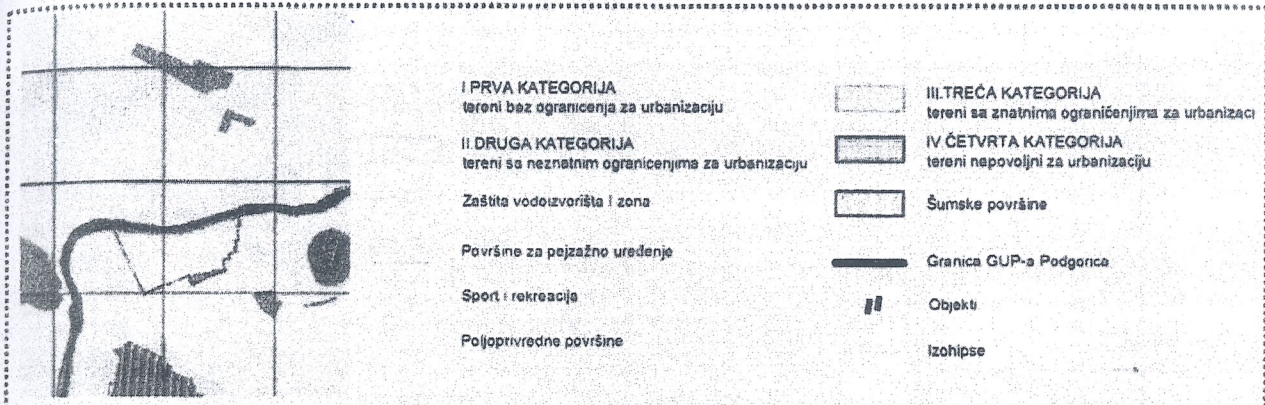 I PRVA KATEGORIJA
tereni bez ogranicenja za urbanizaciju
II.DRUGA KATEGORIJA
tereni sa neznatnim ogranicenjima za urbanizaciju
Zaštita vodoizvorišta I zona
Površine za pejzažno uređenje
Sport i rekreacija
Poljoprivredne površine
III.TREĆA KATEGORIJA
tereni sa znatnima ograničenjima za urbanizaci
IV.ČETVRTA KATEGORIJA
tereni nepovoljni za urbanizaciju
Šumske površine
Granica GUP-a Podgorica
Objekti
Izohipse